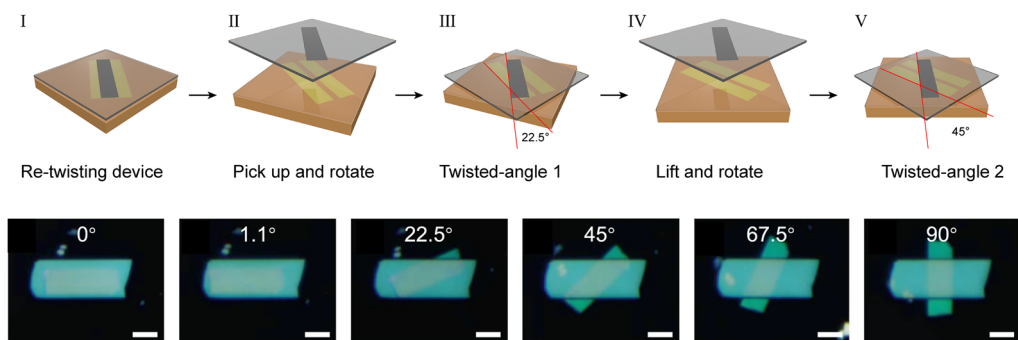 I
II
III
IV
V
22.5°
45°
Re-twisting device
Pick up and rotate
Twisted-angle 1
Lift and rotate
Twisted-angle 2
0°
1.1°
22.5°
45°
67.5°
90°